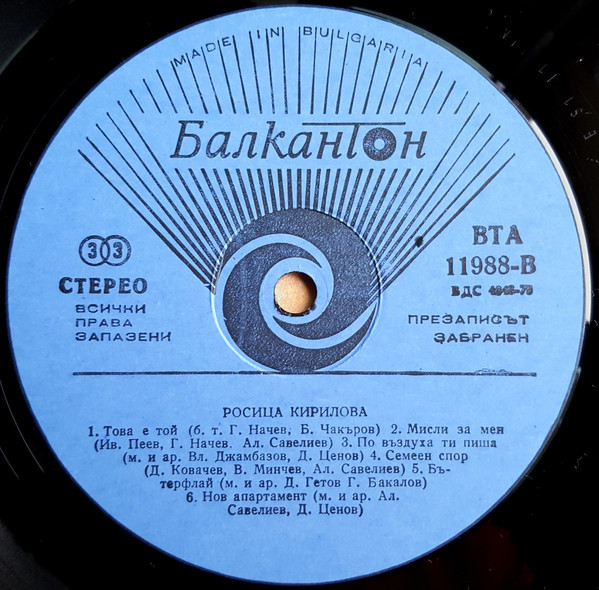 MADE IN BULGARIA
Балкантон
33
СТЕРЕО
ВСИЧКИ
ПРАВА
ЗАПАЗЕНИ
ВТА
11988-В
БДС
ПРЕЗАПИСЪТ
ЗАБРАНЕН
РОСИЦА КИРИЛОВА
1. Това е той (б. т. Г. Начев, Б. Чакъров) 2. Мисли за мен
(Ив. Пеев, Г. Начев. Ал. Савелиев) 3. По въздуха ти пиша
(м. и ар. Вл. Джамбазов, Д. Ценов) 4. Семеен спор
(Д. Ковачев, В. Минчев, Ал. Савелиев) 5. Бъ-
терфлай (м. и ар. Д. Гетов Г. Бакалов)
6. Нов апартамент (м. и ар. Ал.
Савелиев, Д. Ценов)